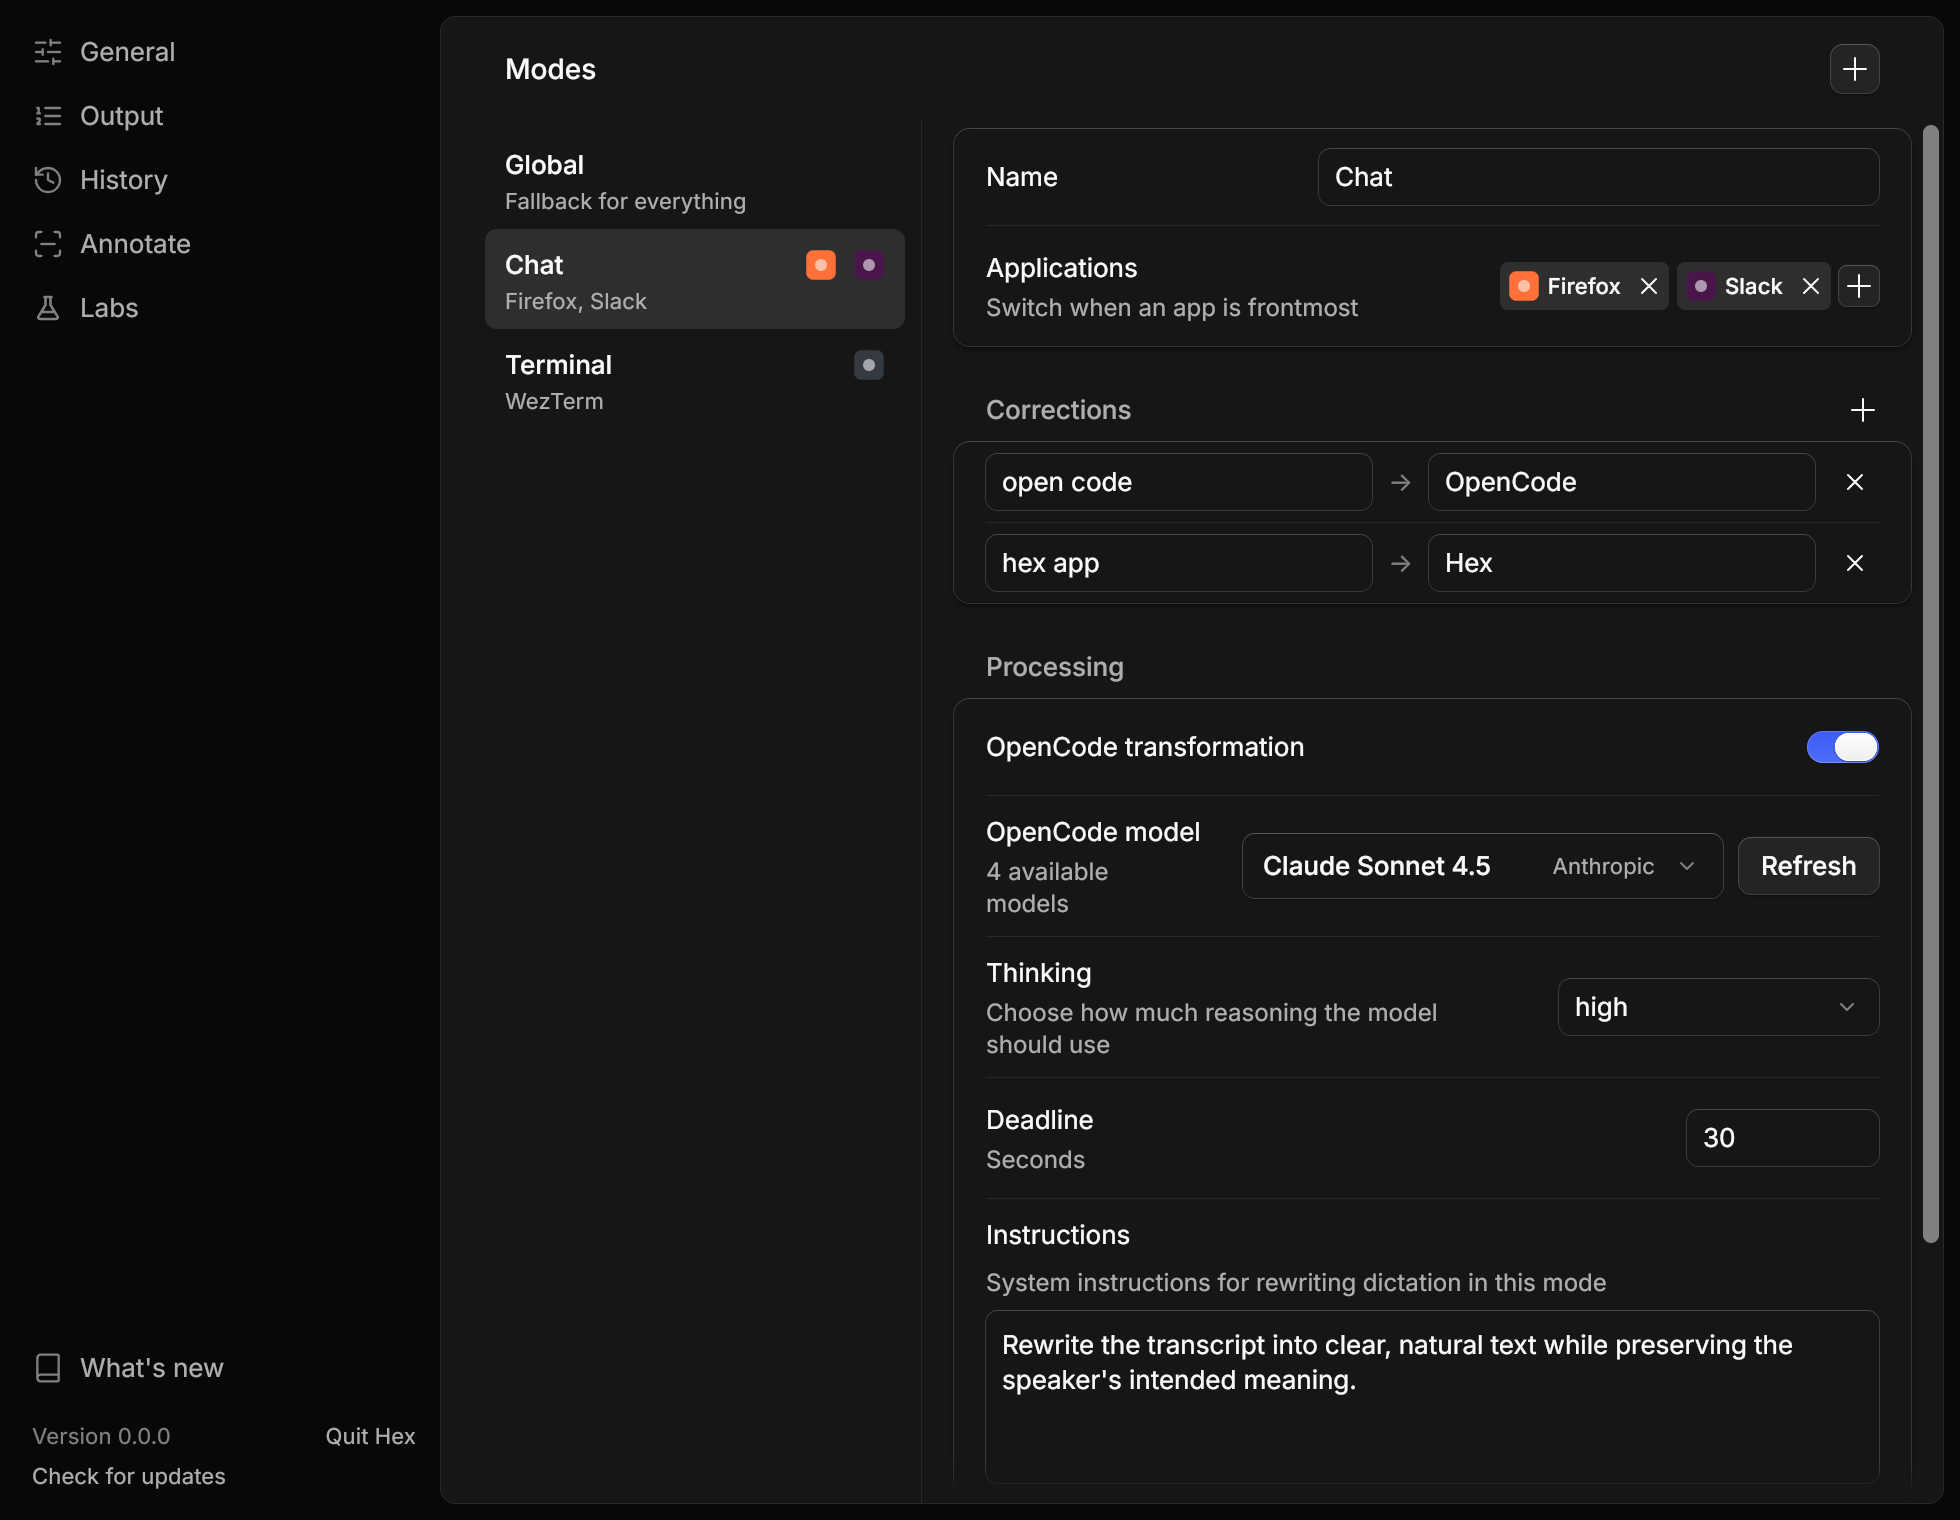 General
Output
History
Annotate
Labs
What's new
Version 0.0.0
Quit Hex
Check for updates
Modes
Global
Fallback for everything
Chat
Firefox, Slack
Terminal
WezTerm
Name
Chat
Applications
Switch when an app is frontmost
Firefox
Slack
Corrections
open code → OpenCode
hex app → Hex
Processing
OpenCode transformation
OpenCode model
4 available
models
Claude Sonnet 4.5 Anthropic
Refresh
Thinking
Choose how much reasoning the model
should use
high
Deadline
Seconds
30
Instructions
System instructions for rewriting dictation in this mode
Rewrite the transcript into clear, natural text while preserving the
speaker's intended meaning.